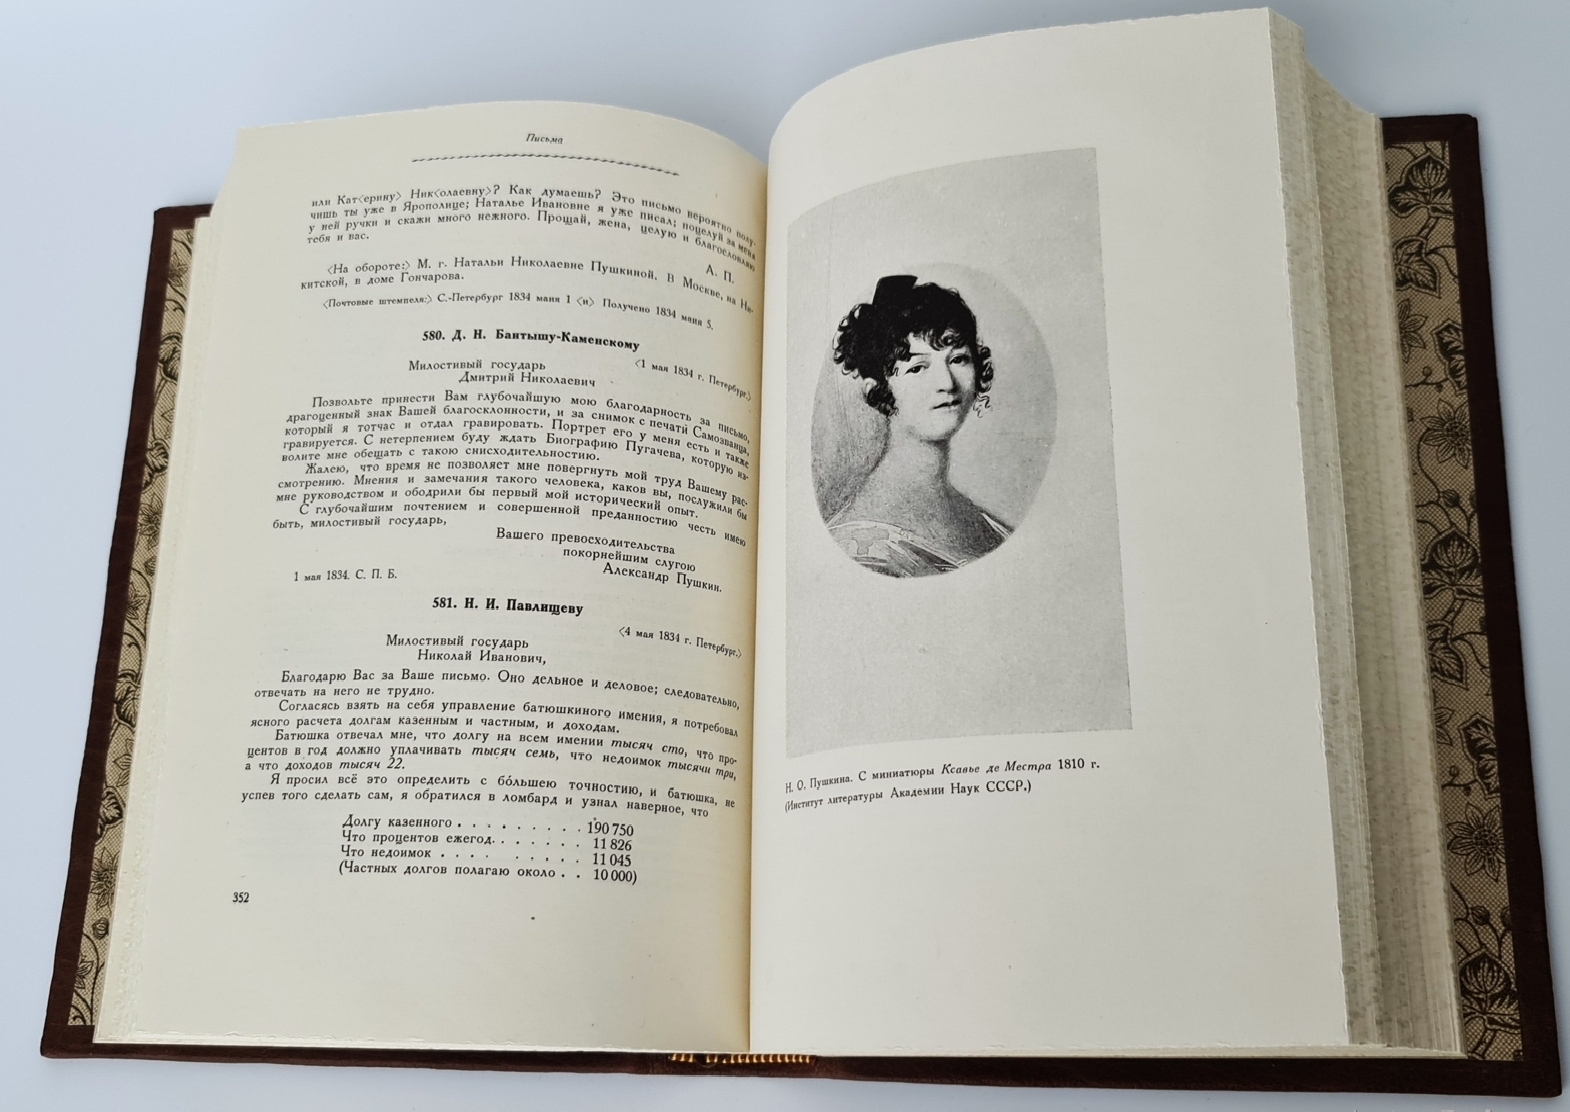 Письма
или Кат<ерину> Ник<олаевну>? Как думаешь? Это письмо вероятно полу-
чишь ты уже в Ярополице; Наталье Ивановне я уже писал; поцелуй за меня
у ней ручки и скажи много нежного. Прощай, жена, целую и благословляю
тебя и вас.
А. П.
<На обороте:> М. г. Натальи Николаевне Пушкиной. В Москве, на Ни-
китской, в доме Гончарова.
<Почтовые штемпеля:> С.-Петербург 1834 маия 1 <и> Получено 1834 маия 5.
580. Д. Н. Бантышу-Каменскому
<1 мая 1834 г. Петербург.>
Милостивый государь
Дмитрий Николаевич
Позвольте принести Вам глубочайшую мою благодарность за письмо,
драгоценный знак Вашей благосклонности, и за снимок с печати Самозванца,
который я тотчас и отдал гравировать. Портрет его у меня есть и также
гравируется. С нетерпением буду ждать Биографию Пугачева, которую из-
волите мне обещать с такою снисходительностию.
Жалею, что время не позволяет мне повергнуть мой труд Вашему рас-
смотрению. Мнения и замечания такого человека, каков вы, послужили бы
мне руководством и ободрили бы первый мой исторический опыт.
С глубочайшим почтением и совершенной преданностию честь имею
быть, милостивый государь,
Вашего превосходительства
покорнейшим слугою
Александр Пушкин.
1 мая 1834. С. П. Б.
581. Н. И. Павлищеву
<4 мая 1834 г. Петербург.>
Милостивый государь
Николай Иванович,
Благодарю Вас за Ваше письмо. Оно дельное и деловое; следовательно,
отвечать на него не трудно.
Согласясь взять на себя управление батюшкиного имения, я потребовал
ясного расчета долгам казенным и частным, и доходам.
Батюшка отвечал мне, что долгу на всем имении тысяч сто, что про-
центов в год должно уплачивать тысяч семь, что недоимок тысячи три,
а что доходов тысяч 22.
Я просил всё это определить с бо́льшею точностию, и батюшка, не
успев того сделать сам, я обратился в ломбард и узнал наверное, что
Долгу казенного . . . . . . . . . 190 750
Что процентов ежегод. . . . . . . 11 826
Что недоимок . . . . . . . . . 11 045
(Частных долгов полагаю около . . 10 000)
352
Н. О. Пушкина. С миниатюры Ксавье де Местра 1810 г.
(Институт литературы Академии Наук СССР.)